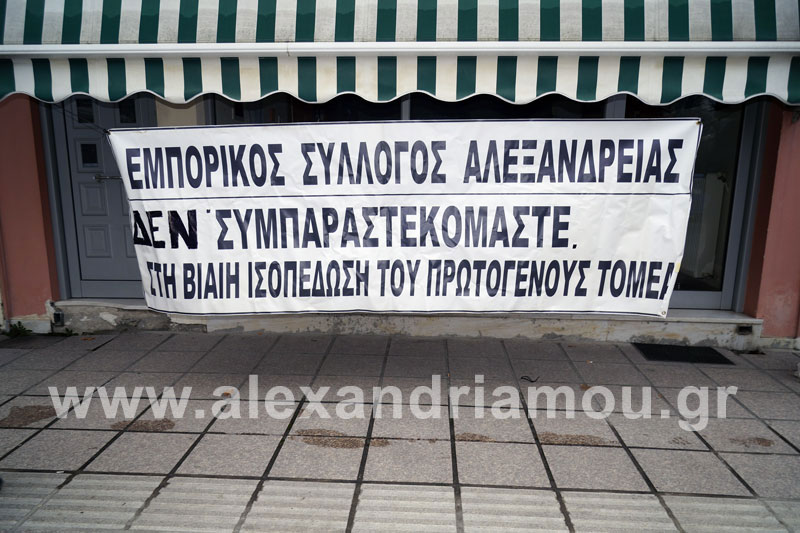 ΕΜΠΟΡΙΚΟΣ ΣΥΛΛΟΓΟΣ ΑΛΕΞΑΝΔΡΕΙΑΣ
ΔΕΝ ΣΥΜΠΑΡΑΣΤΕΚΟΜΑΣΤΕ.
ΣΤΗ ΒΙΑΙΗ ΙΣΟΠΕΔΩΣΗ ΤΟΥ ΠΡΩΤΟΓΕΝΟΥΣ ΤΟΜΕΑ
www.alexandriamou.gr